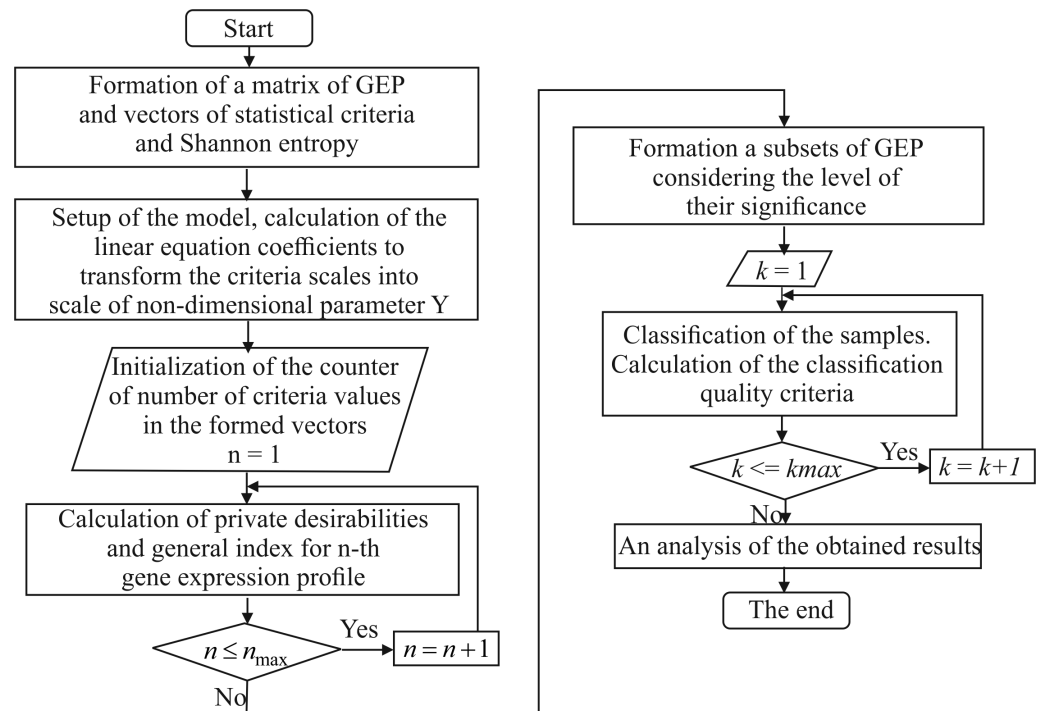 Start
Formation of a matrix of GEP
and vectors of statistical criteria
and Shannon entropy
Setup of the model, calculation of the
linear equation coefficients to
transform the criteria scales into
scale of non-dimensional parameter Y
Initialization of the counter
of number of criteria values
in the formed vectors
n = 1
Calculation of private desirabilities
and general index for n-th
gene expression profile
n ≤ nmax
Yes
n = n+1
No
Formation a subsets of GEP
considering the level of
their significance
k = 1
Classification of the samples.
Calculation of the classification
quality criteria
k <= kmax
Yes
k = k+1
No
An analysis of the obtained results
The end